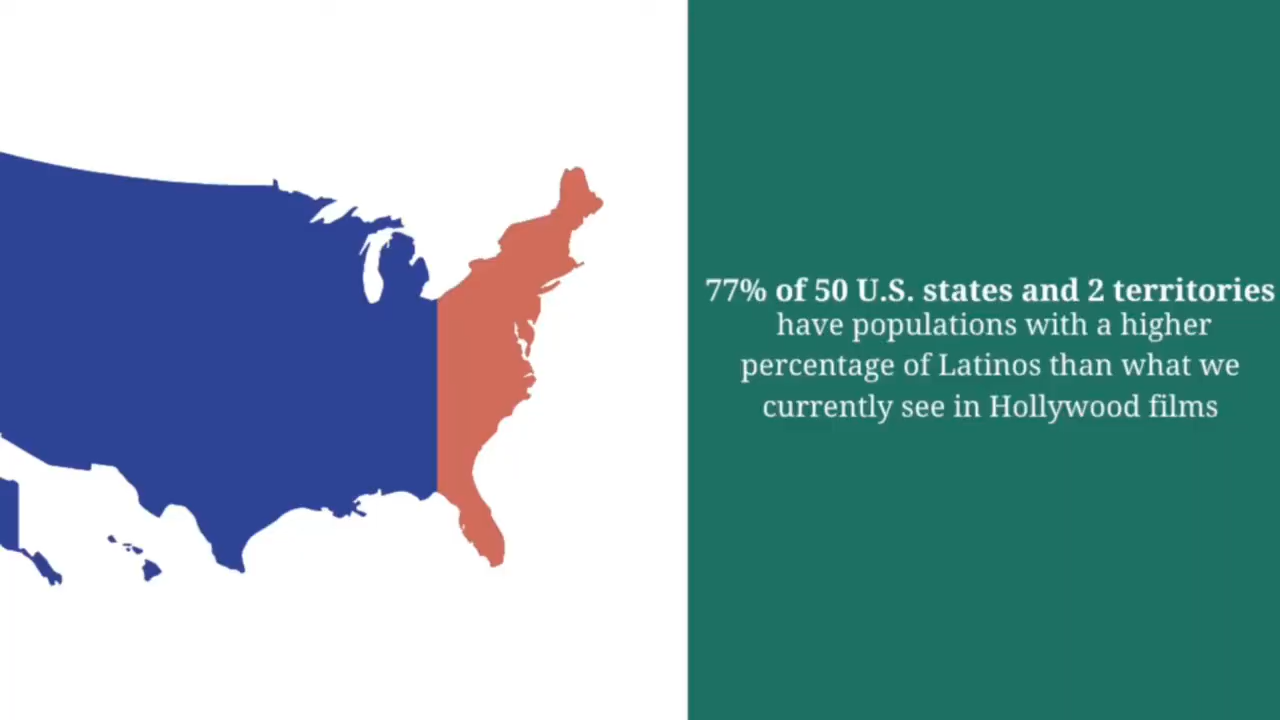 77% of 50 U.S. states and 2 territories
have populations with a higher
percentage of Latinos than what we
currently see in Hollywood films